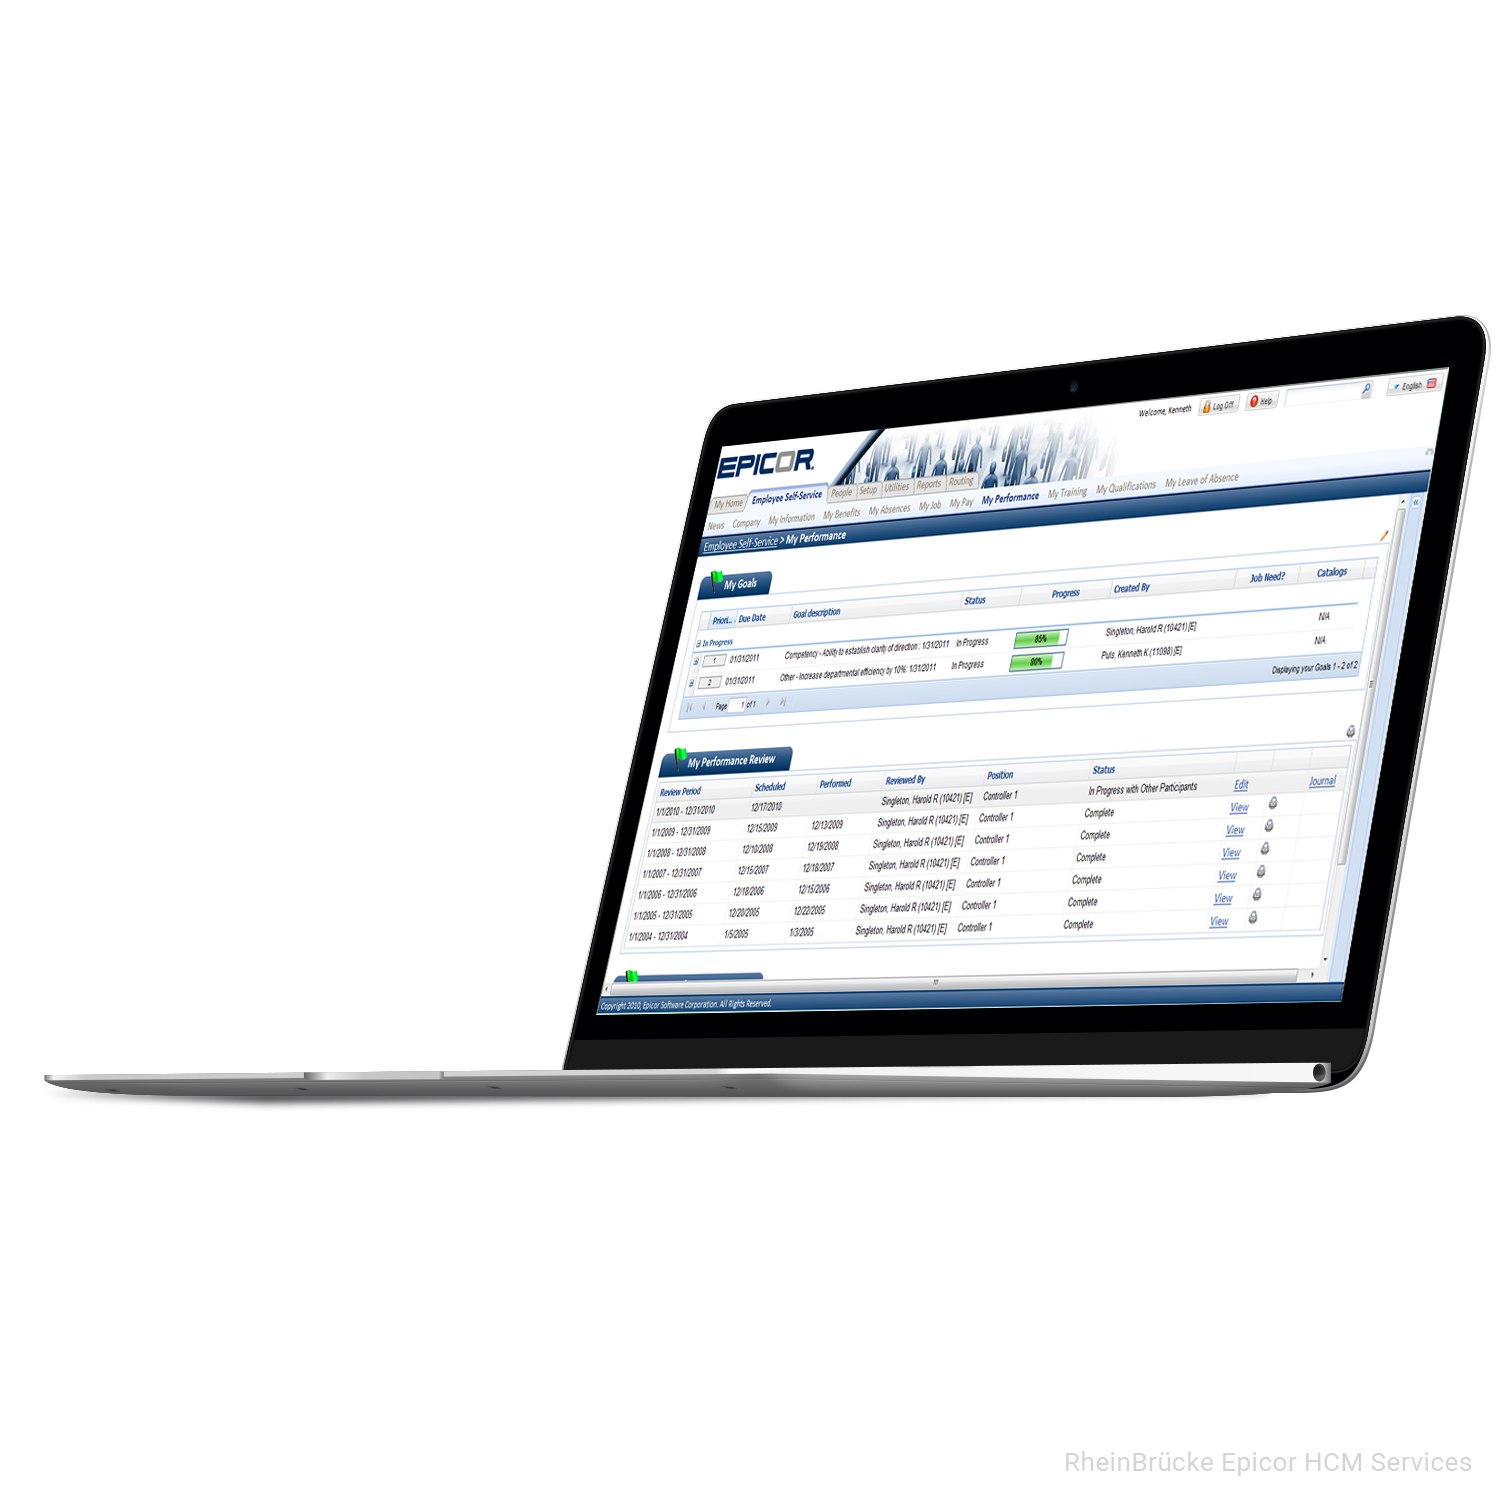 Welcome, Kenneth Log Off Help English
EPICOR
My Home Employee Self-Service People Setup Utilities Reports Routing
News Company My Information My Benefits My Absences My Job My Pay My Performance My Training My Qualifications My Leave of Absence
Employee Self-Service > My Performance
My Goals
Priori... Due Date Goal description Status Progress Created By Job Need? Catalogs
In Progress
1 01/31/2011 Competency - Ability to establish clarity of direction : 1/31/2011 In Progress 85% Singleton, Harold R (10421) [E] N/A
2 01/31/2011 Other - Increase departmental efficiency by 10%: 1/31/2011 In Progress 80% Puls, Kenneth K (11098) [E] N/A
Page 1 of 1 Displaying your Goals 1 - 2 of 2
My Performance Review
Review Period Scheduled Performed Reviewed By Position Status
1/1/2010 - 12/31/2010 12/17/2010 Singleton, Harold R (10421) [E] Controller 1 In Progress with Other Participants Edit Journal
1/1/2009 - 12/31/2009 12/15/2009 12/13/2009 Singleton, Harold R (10421) [E] Controller 1 Complete View
1/1/2008 - 12/31/2008 12/10/2008 12/19/2008 Singleton, Harold R (10421) [E] Controller 1 Complete View
1/1/2007 - 12/31/2007 12/15/2007 12/18/2007 Singleton, Harold R (10421) [E] Controller 1 Complete View
1/1/2006 - 12/31/2006 12/18/2006 12/15/2006 Singleton, Harold R (10421) [E] Controller 1 Complete View
1/1/2005 - 12/31/2005 12/20/2005 12/22/2005 Singleton, Harold R (10421) [E] Controller 1 Complete View
1/1/2004 - 12/31/2004 1/5/2005 1/3/2005 Singleton, Harold R (10421) [E] Controller 1 Complete View
Copyright 2010, Epicor Software Corporation. All Rights Reserved.
RheinBrücke Epicor HCM Services